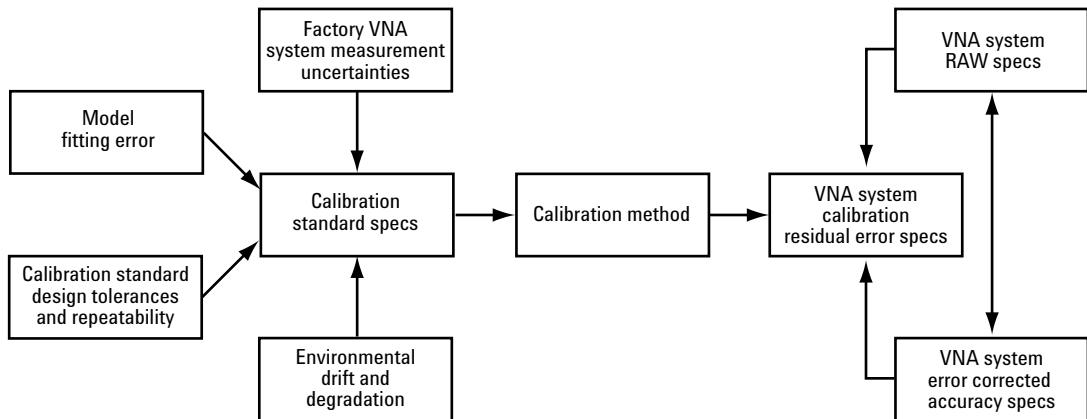 Factory VNA
system measurement
uncertainties
VNA system
RAW specs
Model
fitting error
Calibration
standard specs
Calibration method
VNA system
calibration
residual error specs
Calibration standard
design tolerances
and repeatability
Environmental
drift and
degradation
VNA system
error corrected
accuracy specs